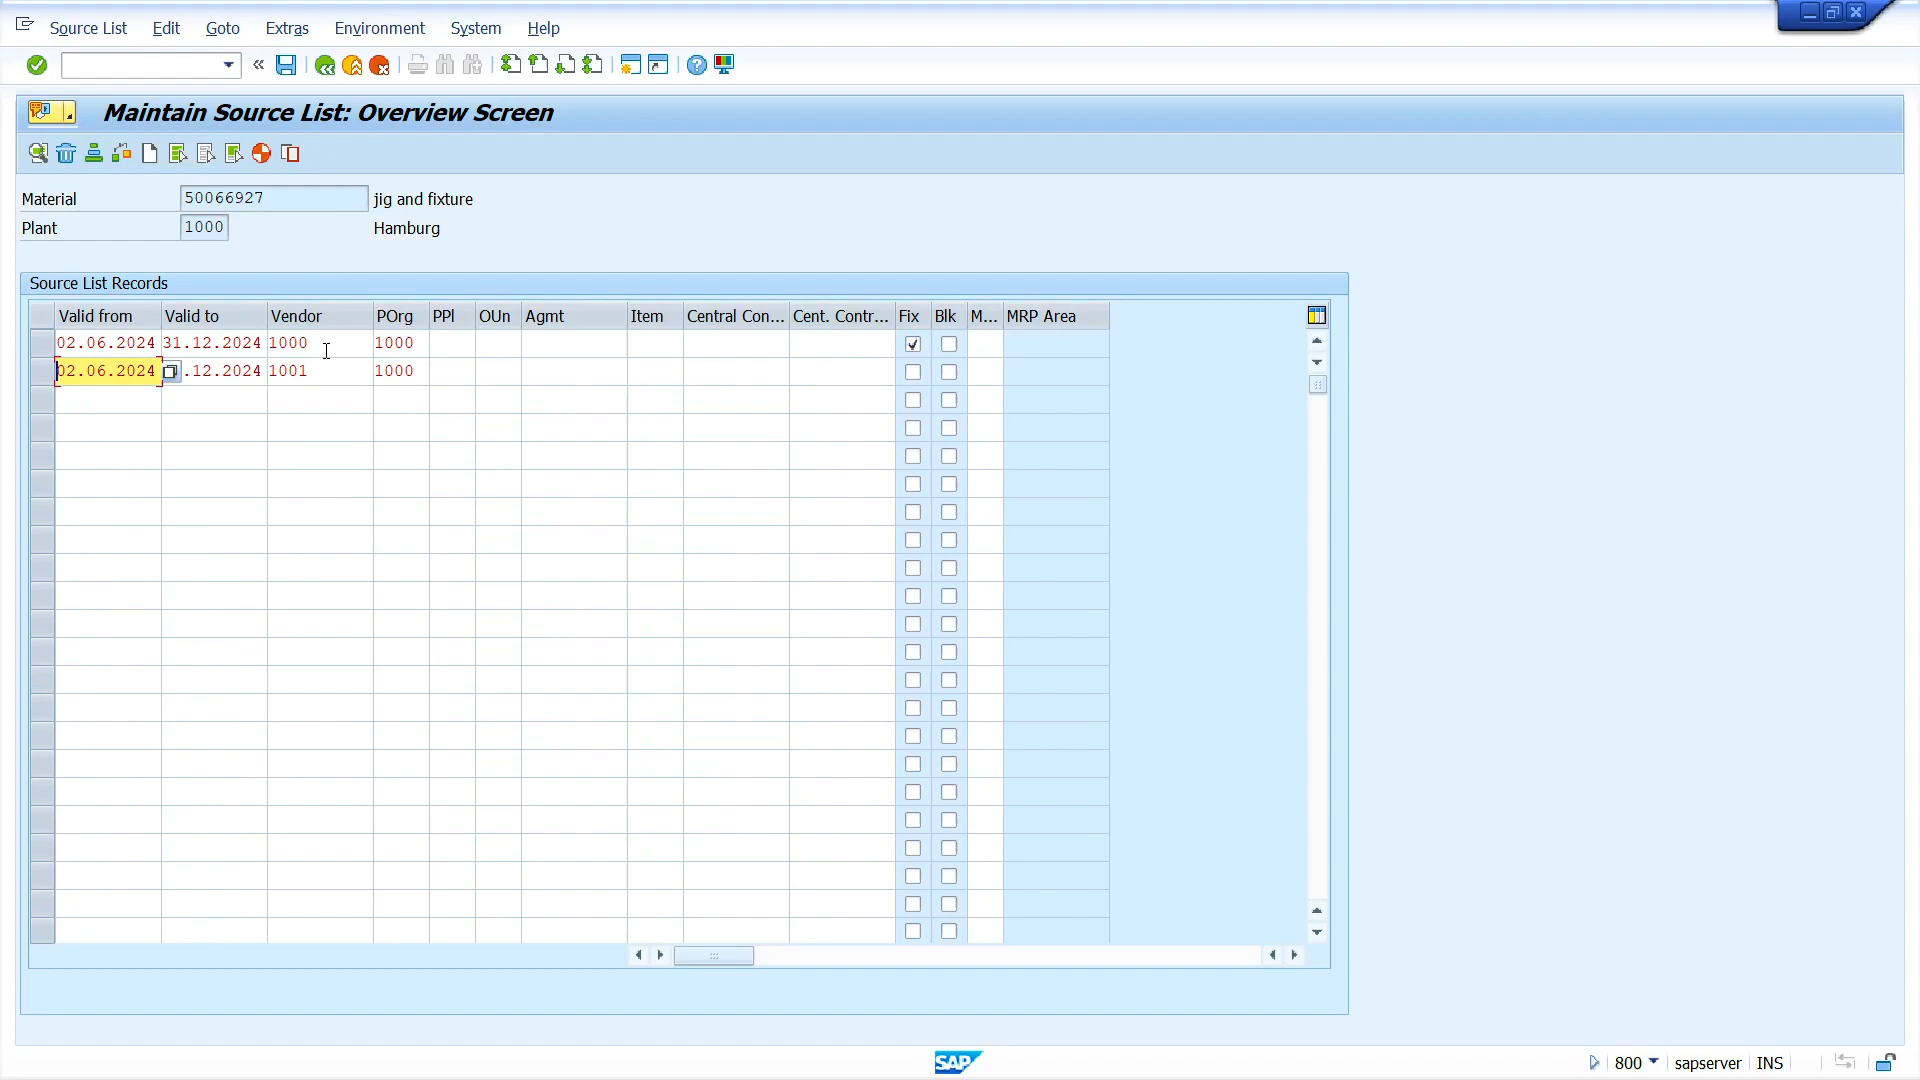 Source List Edit Goto Extras Environment System Help
Maintain Source List: Overview Screen
Material 50066927 jig and fixture
Plant 1000 Hamburg
Source List Records
Valid from Valid to Vendor POrg PPl OUn Agmt Item Central Con... Cent. Contr... Fix Blk M... MRP Area
02.06.2024 31.12.2024 1000 1000
02.06.2024 .12.2024 1001 1000
SAP 800 sapserver INS